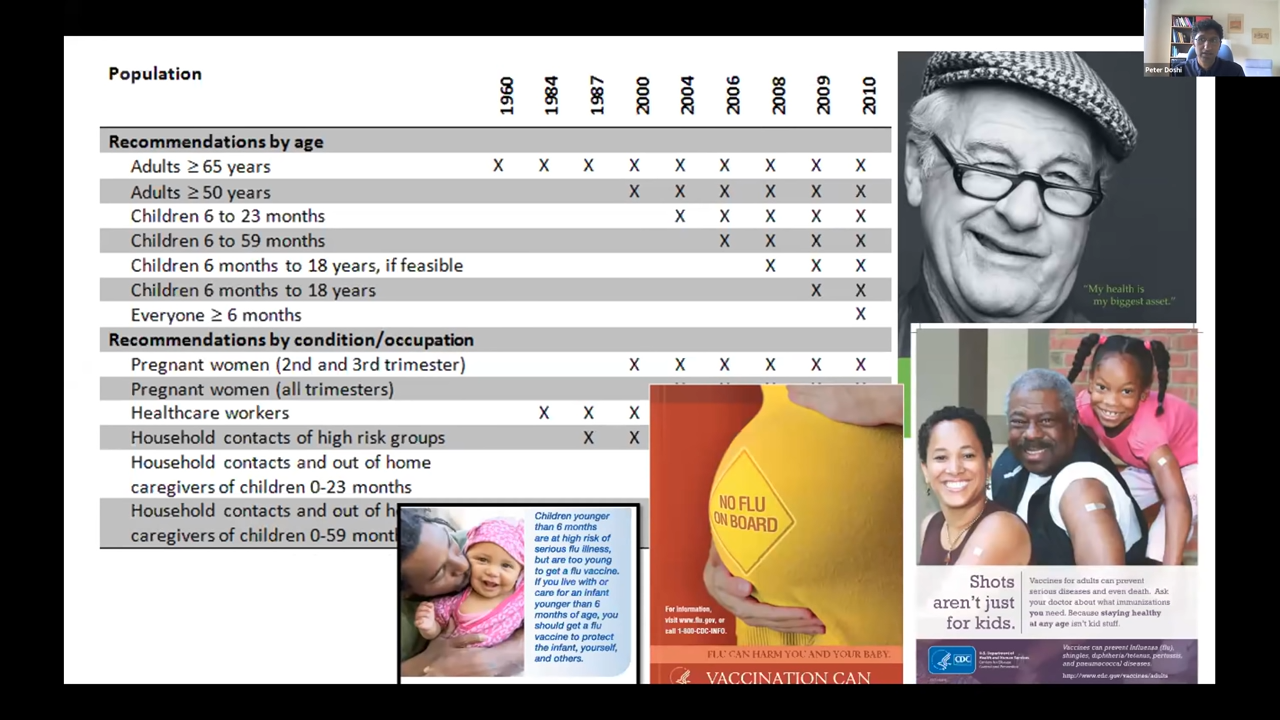 Peter Doshi
Population 1960 1984 1987 2000 2004 2006 2008 2009 2010
Recommendations by age
Adults ≥ 65 years X X X X X X X X X
Adults ≥ 50 years X X X X X X
Children 6 to 23 months X X X X X
Children 6 to 59 months X X X X
Children 6 months to 18 years, if feasible X X X
Children 6 months to 18 years X X
Everyone ≥ 6 months X
Recommendations by condition/occupation
Pregnant women (2nd and 3rd trimester) X X X X X X
Pregnant women (all trimesters)
Healthcare workers X X X
Household contacts of high risk groups X X
Household contacts and out of home
caregivers of children 0-23 months
Household contacts and out of
caregivers of children 0-59
"My health is
my biggest asset."
Children younger
than 6 months
are at high risk of
serious flu illness,
but are too young
to get a flu vaccine.
If you live with or
care for an infant
younger than 6
months of age, you
should get a flu
vaccine to protect
the infant, yourself,
and others.
NO FLU
ON BOARD
For information,
visit www.flu.gov, or
call 1-800-CDC-INFO.
FLU CAN HARM YOU AND YOUR BABY.
VACCINATION CAN
Shots
aren't just
for kids.
Vaccines for adults can prevent
serious diseases and even death. Ask
your doctor about what immunizations
you need. Because staying healthy
at any age isn't kid stuff.
CDC
Vaccines can prevent Influenza (flu),
shingles, diphtheria/tetanus, pertussis,
and pneumococcal diseases.
http://www.cdc.gov/vaccines/adults